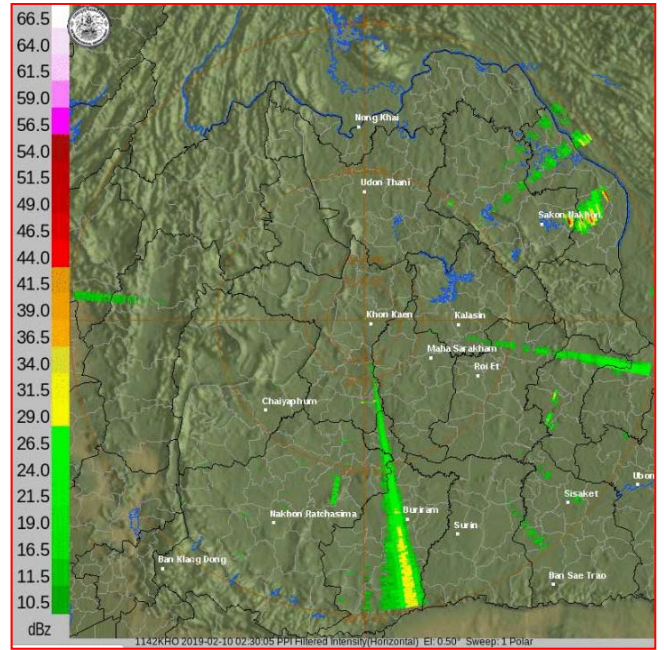 66.5
64.0
61.5
59.0
56.5
54.0
51.5
49.0
46.5
44.0
41.5
39.0
36.5
34.0
31.5
29.0
26.5
24.0
21.5
19.0
16.5
11.5
10.5
dBz
Nong Khai
Udon Thani
Sakon Nakhon
Khon Kaen
Kalasin
Maha Sarakham
Roi Et
Chaiyaphum
Ubon
Sisaket
Nakhon Ratchasima
Buriram
Surin
Ban Klang Dong
Ban Sae Trao
1142KHO 2019-02-10 02:30:05 PPI Filtered Intensity(Horizontal) El: 0.50° Sweep: 1 Polar